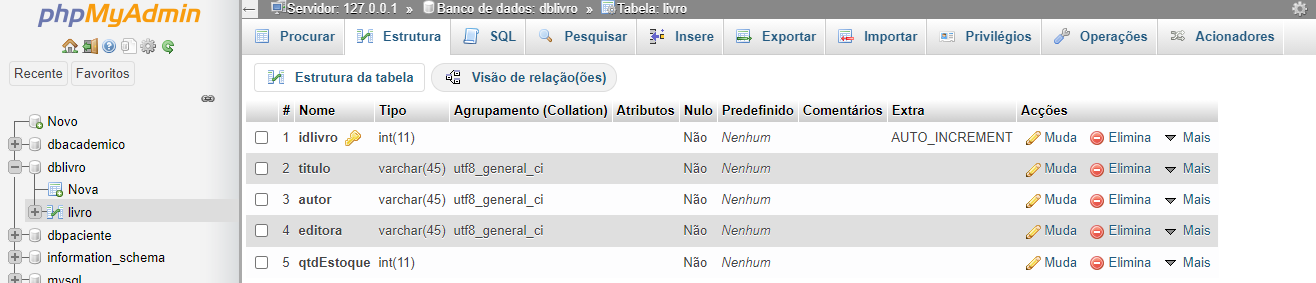 phpMyAdmin
Recente Favoritos
Novo
dbacademico
dblivro
Nova
livro
dbpaciente
information_schema
mysql
Servidor: 127.0.0.1 » Banco de dados: dblivro » Tabela: livro
Procurar Estrutura SQL Pesquisar Insere Exportar Importar Privilégios Operações Acionadores
Estrutura da tabela Visão de relação(ões)
# Nome Tipo Agrupamento (Collation) Atributos Nulo Predefinido Comentários Extra Acções
1 idlivro int(11) Não Nenhum AUTO_INCREMENT Muda Elimina Mais
2 titulo varchar(45) utf8_general_ci Não Nenhum Muda Elimina Mais
3 autor varchar(45) utf8_general_ci Não Nenhum Muda Elimina Mais
4 editora varchar(45) utf8_general_ci Não Nenhum Muda Elimina Mais
5 qtdEstoque int(11) Não Nenhum Muda Elimina Mais